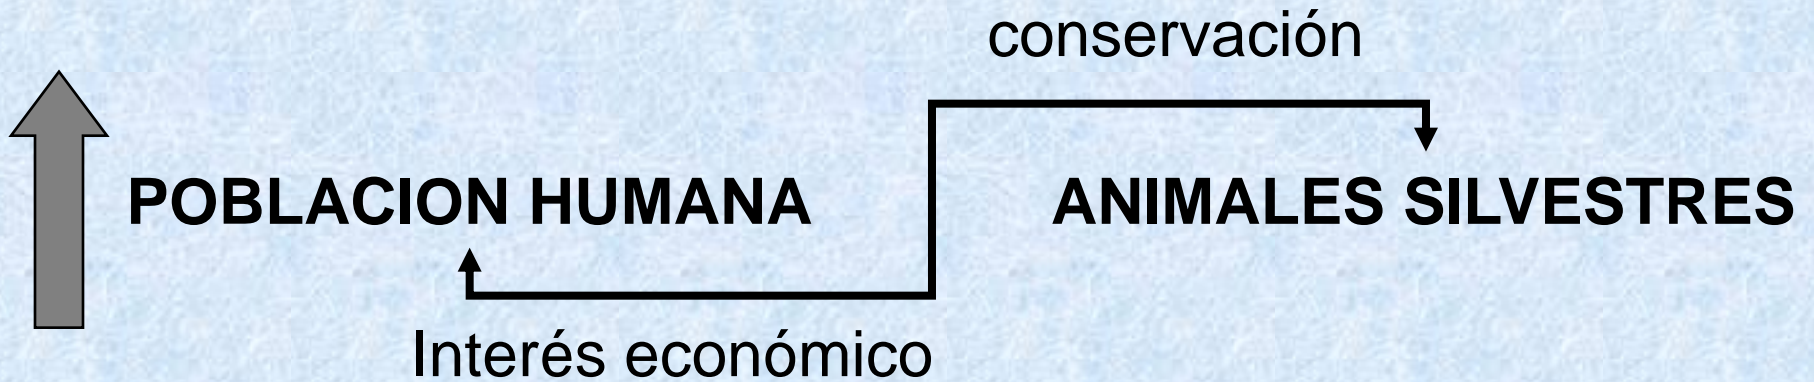 conservación
POBLACION HUMANA
ANIMALES SILVESTRES
Interés económico